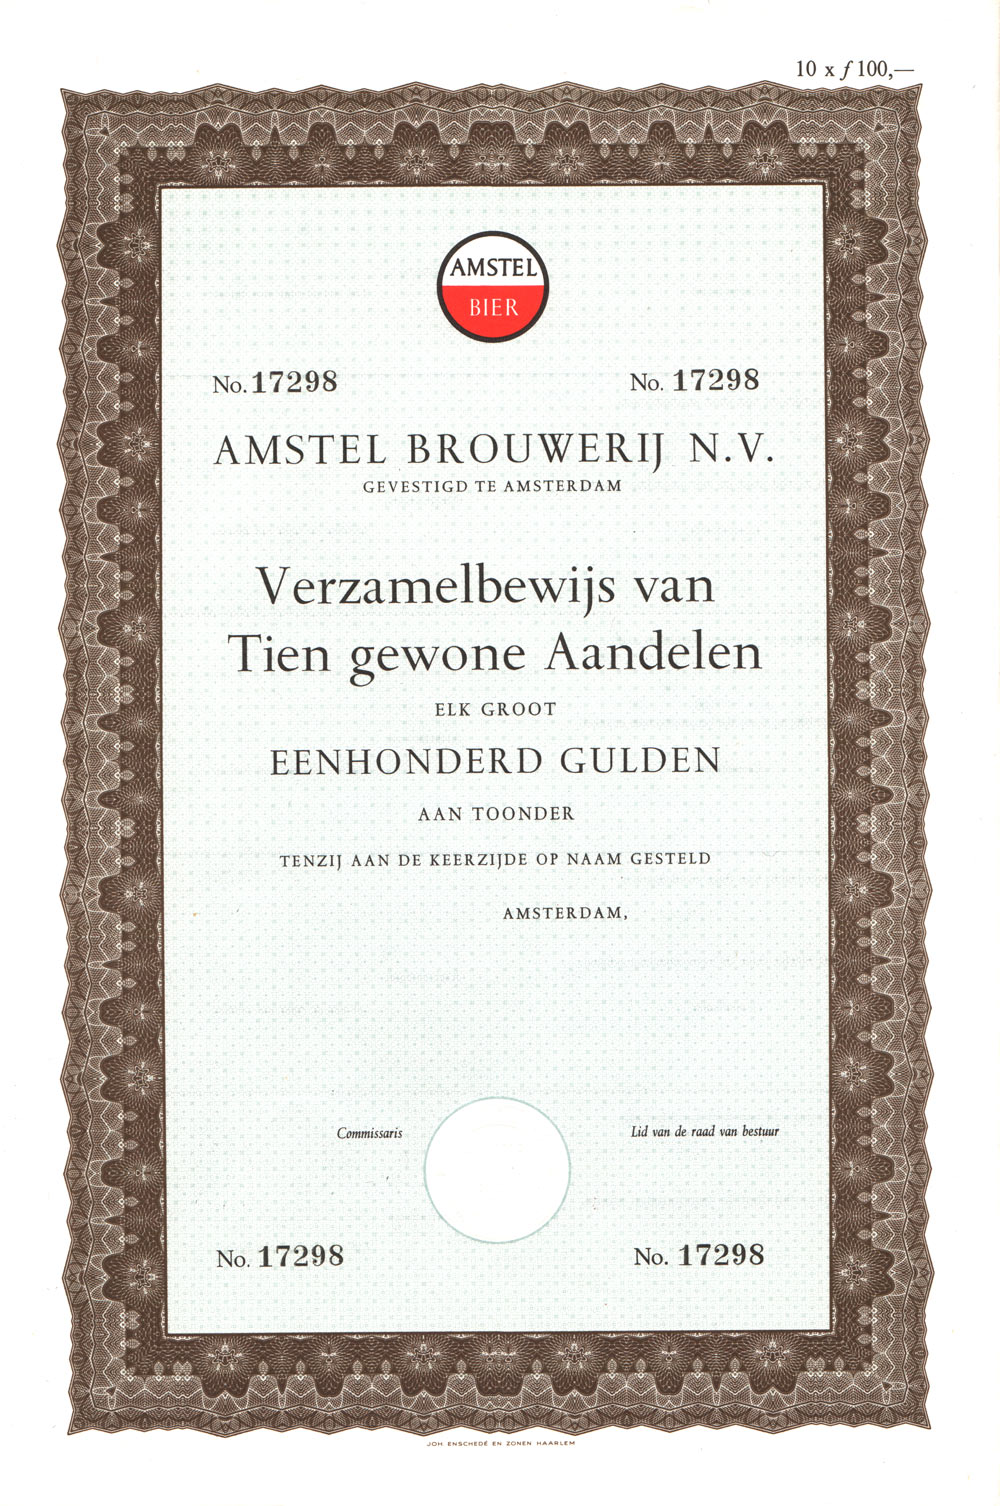 10 x ƒ 100,—
AMSTEL
BIER
No. 17298 No. 17298
AMSTEL BROUWERIJ N.V.
GEVESTIGD TE AMSTERDAM
Verzamelbewijs van
Tien gewone Aandelen
ELK GROOT
EENHONDERD GULDEN
AAN TOONDER
TENZIJ AAN DE KEERZIJDE OP NAAM GESTELD
AMSTERDAM,
Commissaris Lid van de raad van bestuur
No. 17298 No. 17298
JOH. ENSCHEDÉ EN ZONEN HAARLEM